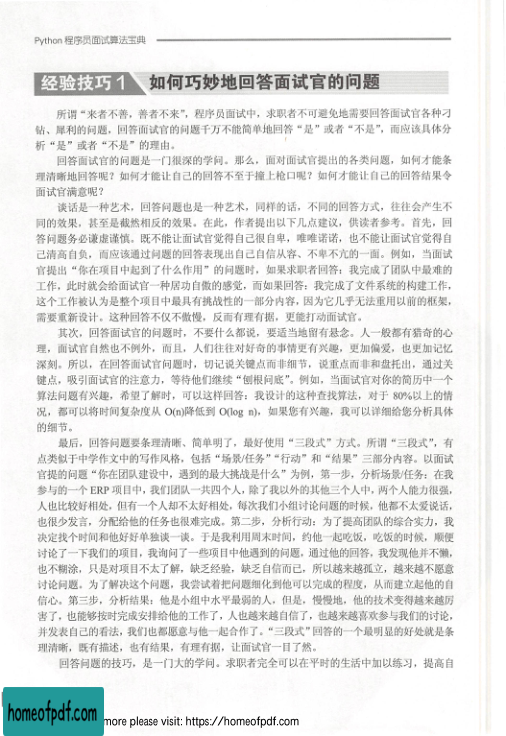 Python 程序员面试算法宝典
经验技巧 1 如何巧妙地回答面试官的问题
所谓“来者不善，善者不来”，程序员面试中，求职者不可避免地需要回答面试官各种刁
钻、犀利的问题，回答面试官的问题千万不能简单地回答“是”或者“不是”，而应该具体分
析“是”或者“不是”的理由。
回答面试官的问题是一门很深的学问。那么，面对面试官提出的各类问题，如何才能条
理清晰地回答呢？如何才能让自己的回答不至于撞上枪口呢？如何才能让自己的回答结果令
面试官满意呢？
谈话是一种艺术，回答问题也是一种艺术，同样的话，不同的回答方式，往往会产生不
同的效果，甚至是截然相反的效果。在此，作者提出以下几点建议，供读者参考。首先，回
答问题务必谦虚谨慎。既不能让面试官觉得自己很自卑，唯唯诺诺，也不能让面试官觉得自
己清高自负，而应该通过问题的回答表现出自己自信从容、不卑不亢的一面。例如，当面试
官提出“你在项目中起到了什么作用”的问题时，如果求职者回答：我完成了团队中最难的
工作，此时就会给面试官一种居功自傲的感觉，而如果回答：我完成了文件系统的构建工作，
这个工作被认为是整个项目中最具有挑战性的一部分内容，因为它几乎无法重用以前的框架，
需要重新设计。这种回答不仅不傲慢，反而有理有据，更能打动面试官。
其次，回答面试官的问题时，不要什么都说，要适当地留有悬念。人一般都有猎奇的心
理，面试官自然也不例外，而且，人们往往对好奇的事情更有兴趣、更加偏爱，也更加记忆
深刻。所以，在回答面试官问题时，切记说关键点而非细节，说重点而非和盘托出，通过关
键点，吸引面试官的注意力，等待他们继续“刨根问底”。例如，当面试官对你的简历中一个
算法问题有兴趣，希望了解时，可以这样回答：我设计的这种查找算法，对于 80%以上的情
况，都可以将时间复杂度从 O(n)降低到 O(log n)，如果您有兴趣，我可以详细给您分析具体
的细节。
最后，回答问题要条理清晰、简单明了，最好使用“三段式”方式。所谓“三段式”，有
点类似于中学作文中的写作风格，包括“场景/任务”“行动”和“结果”三部分内容。以面试
官提的问题“你在团队建设中，遇到的最大挑战是什么”为例，第一步，分析场景/任务：在我
参与的一个 ERP 项目中，我们团队一共四个人，除了我以外的其他三个人中，两个人能力很强，
人也比较好相处，但有一个人却不太好相处，每次我们小组讨论问题的时候，他都不太爱说话，
也很少发言，分配给他的任务也很难完成。第二步，分析行动：为了提高团队的综合实力，我
决定找个时间和他好好单独谈一谈。于是我利用周末时间，约他一起吃饭，吃饭的时候，顺便
讨论了一下我们的项目，我询问了一些项目中他遇到的问题，通过他的回答，我发现他并不懒，
也不糊涂，只是对项目不太了解，缺乏经验，缺乏自信而已，所以越来越孤立，越来越不愿意
讨论问题。为了解决这个问题，我尝试着把问题细化到他可以完成的程度，从而建立起他的自
信心。第三步，分析结果：他是小组中水平最弱的人，但是，慢慢地，他的技术变得越来越厉
害了，也能够按时完成安排给他的工作了，人也越来越自信了，也越来越喜欢参与我们的讨论，
并发表自己的看法，我们也都愿意与他一起合作了。“三段式”回答的一个最明显的好处就是条
理清晰，既有描述，也有结果，有理有据，让面试官一目了然。
回答问题的技巧，是一门大的学问。求职者完全可以在平时的生活中加以练习，提高自
homeofpdf.com
more please visit: https://homeofpdf.com